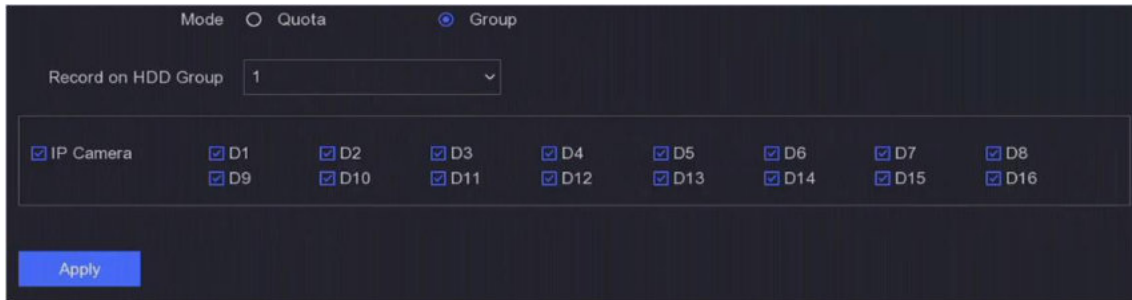 Mode Quota Group
Record on HDD Group 1
IP Camera D1 D2 D3 D4 D5 D6 D7 D8
D9 D10 D11 D12 D13 D14 D15 D16
Apply